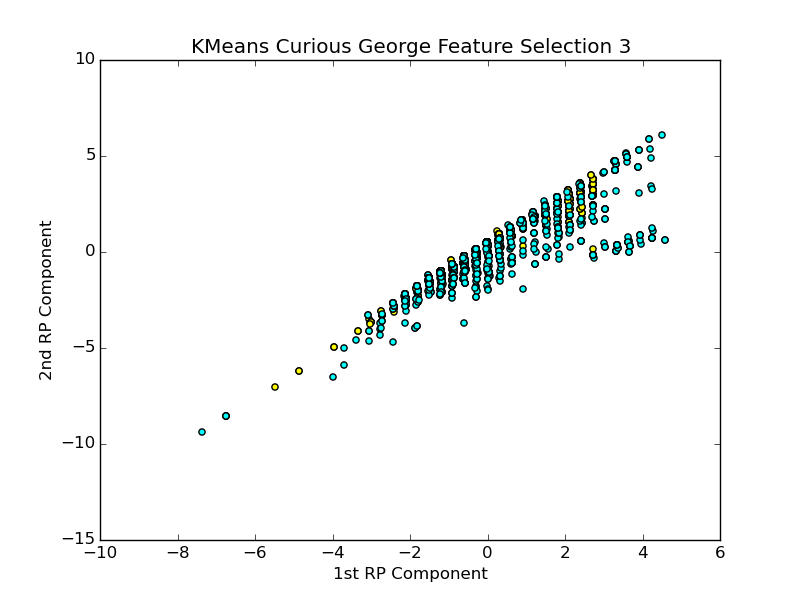 KMeans Curious George Feature Selection 3
10
5
0
−5
−10
−15
2nd RP Component
−10 −8 −6 −4 −2 0 2 4 6
1st RP Component